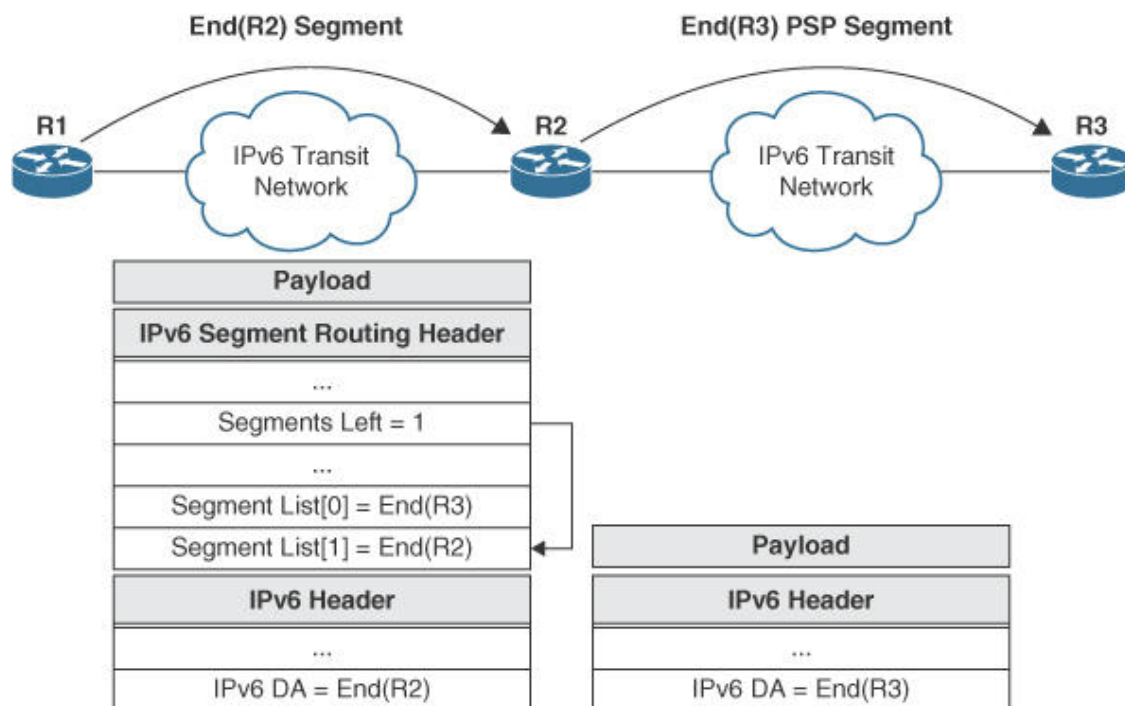 End(R2) Segment
End(R3) PSP Segment
R1
R2
R3
IPv6 Transit
Network
IPv6 Transit
Network
Payload
IPv6 Segment Routing Header
...
Segments Left = 1
...
Segment List[0] = End(R3)
Segment List[1] = End(R2)
IPv6 Header
...
IPv6 DA = End(R2)
Payload
IPv6 Header
...
IPv6 DA = End(R3)